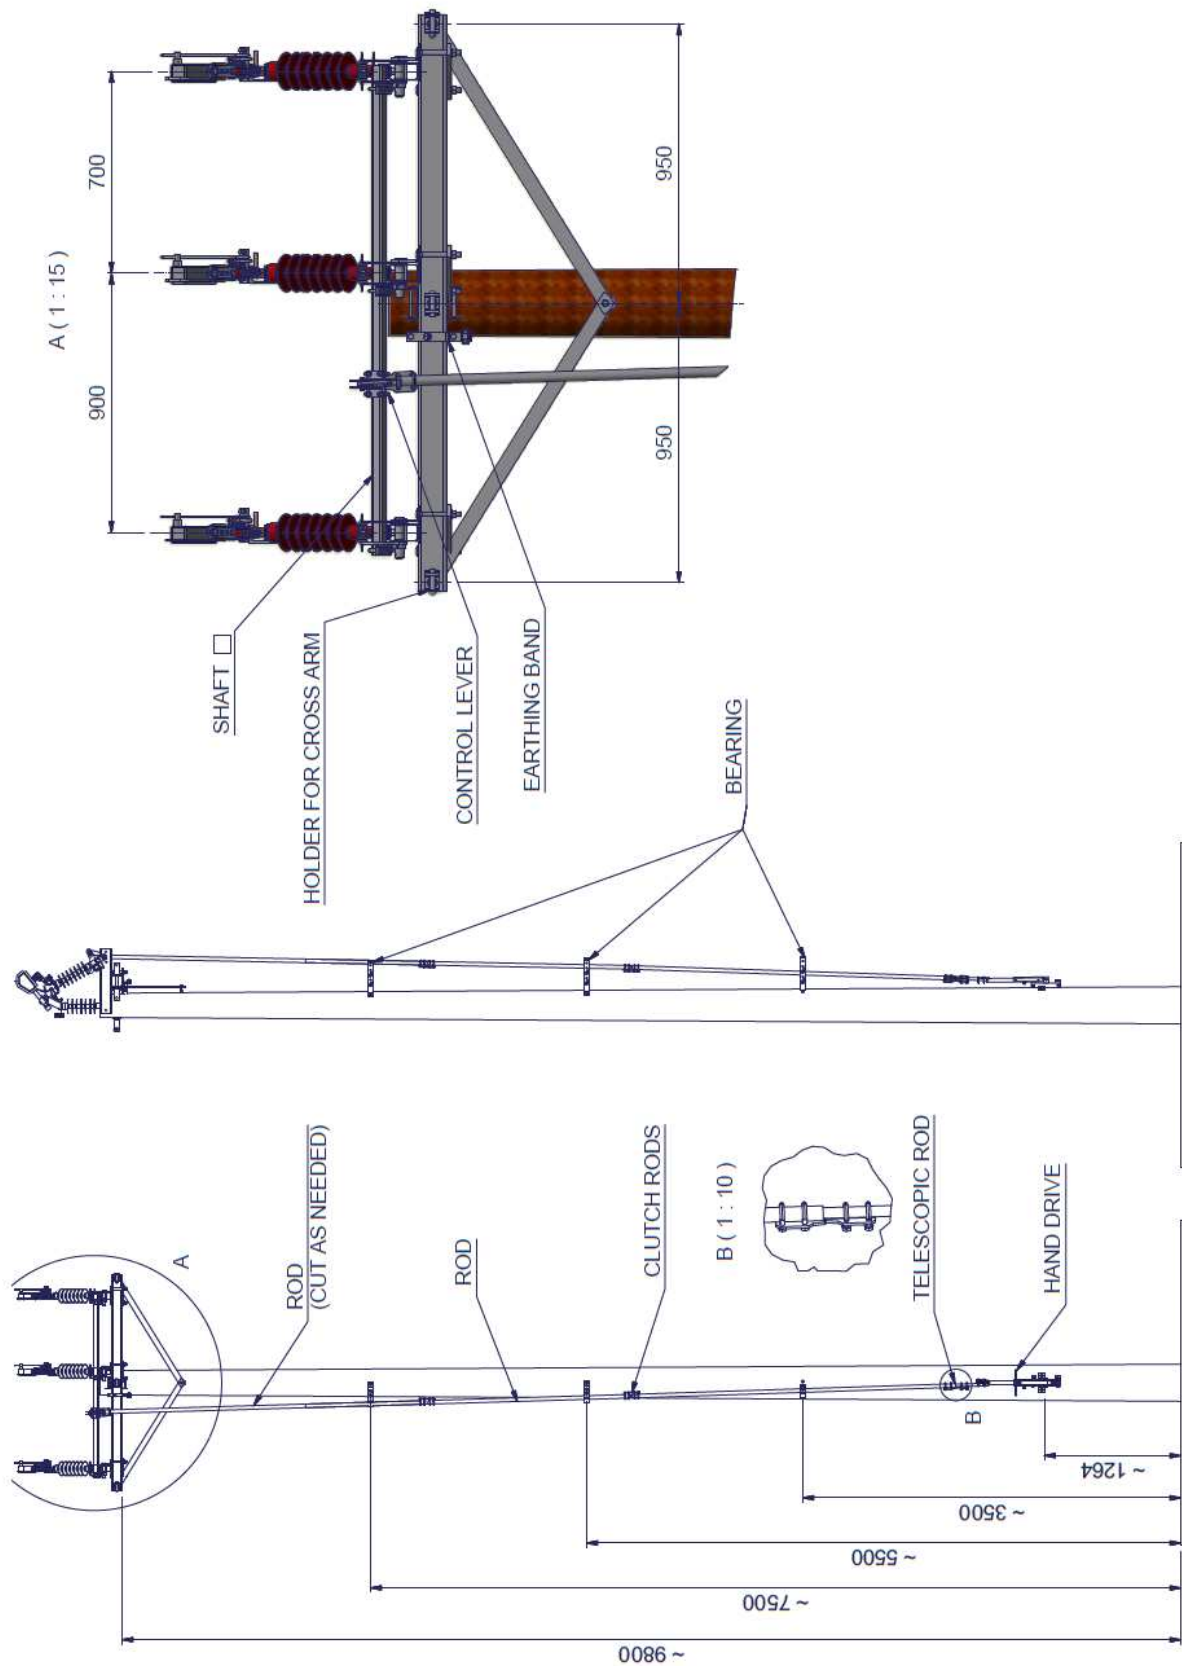 A ( 1 : 15 )
900
700
950
950
SHAFT □
HOLDER FOR CROSS ARM
CONTROL LEVER
EARTHING BAND
BEARING
A
ROD
(CUT AS NEEDED)
ROD
CLUTCH RODS
B ( 1 : 10 )
TELESCOPIC ROD
HAND DRIVE
B
~ 1264
~ 3500
~ 5500
~ 7500
~ 9800